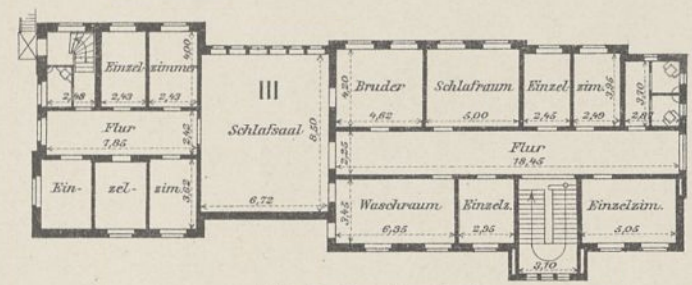 Einzel-zimmer
4,00
2,48
2,43
2,43
Flur
7,85
2,42
Ein- zel- zim.
3,62
III
Schlafsaal
8,50
6,72
Bruder
4,20
4,62
Schlafraum
5,00
Einzel zim.
2,45
2,49
3,95
3,70
2,87
Flur
18,45
2,25
Waschraum
3,45
6,35
Einzelz.
2,95
3,70
Einzelzim.
5,05